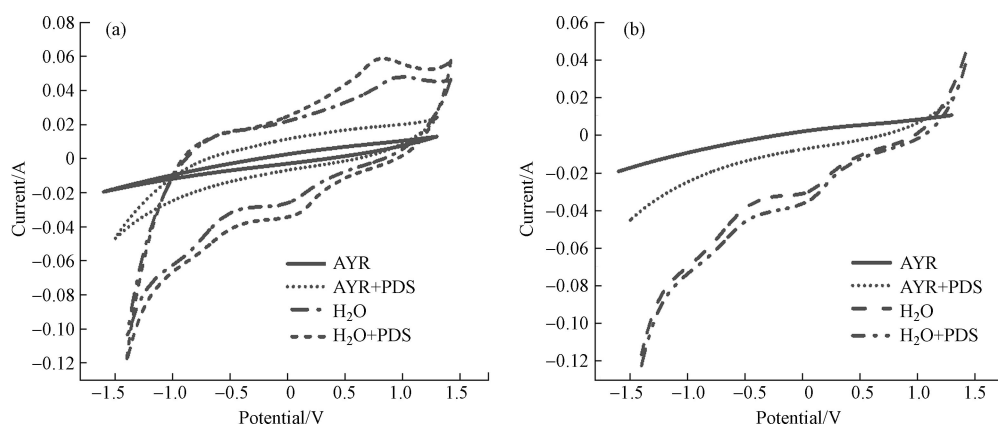 (a)
0.08
0.06
0.04
0.02
0
−0.02
−0.04
−0.06
−0.08
−0.10
−0.12
Current/A
−1.5
−1.0
−0.5
0
0.5
1.0
1.5
Potential/V
AYR
AYR+PDS
H₂O
H₂O+PDS
(b)
0.06
0.04
0.02
0
−0.02
−0.04
−0.06
−0.08
−0.10
−0.12
Current/A
−1.5
−1.0
−0.5
0
0.5
1.0
1.5
Potential/V
AYR
AYR+PDS
H₂O
H₂O+PDS